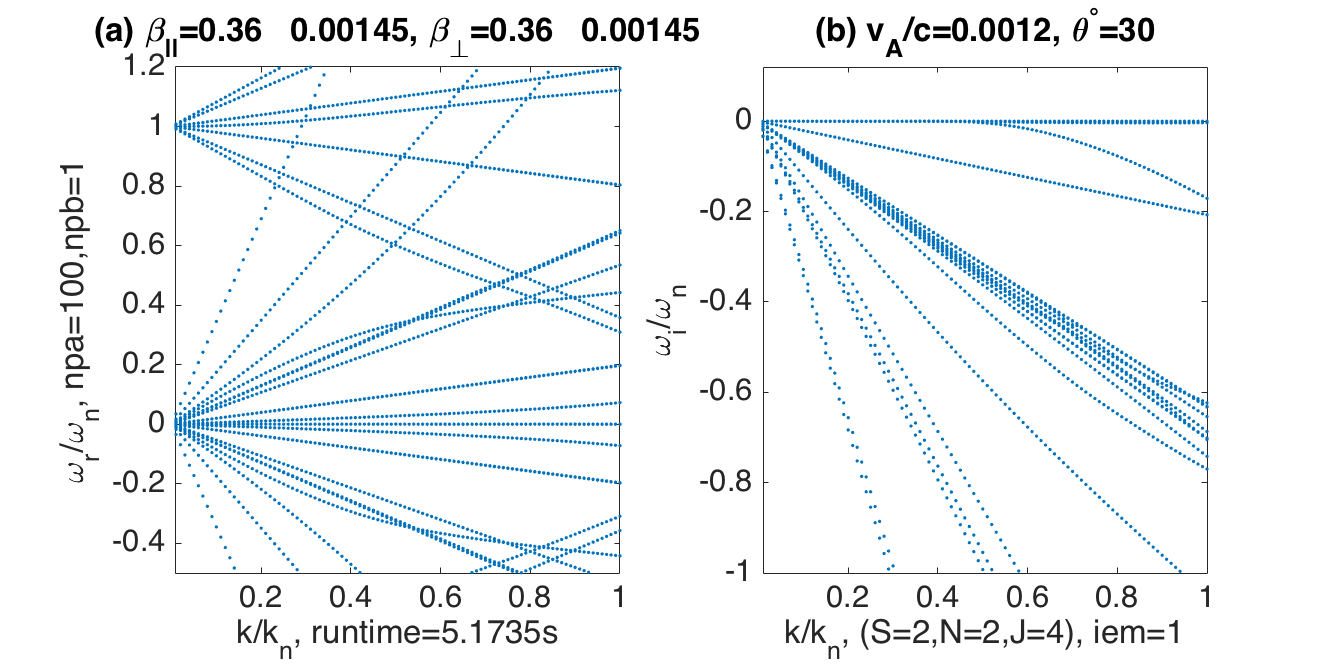 (a) β||=0.36 0.00145, β⊥=0.36 0.00145
1.2
1
0.8
0.6
0.4
0.2
0
-0.2
-0.4
ωr/ωn, npa=100,npb=1
0.2 0.4 0.6 0.8 1
k/kn, runtime=5.1735s
(b) vA/c=0.0012, θ°=30
0
-0.2
-0.4
-0.6
-0.8
-1
ωi/ωn
0.2 0.4 0.6 0.8 1
k/kn, (S=2,N=2,J=4), iem=1